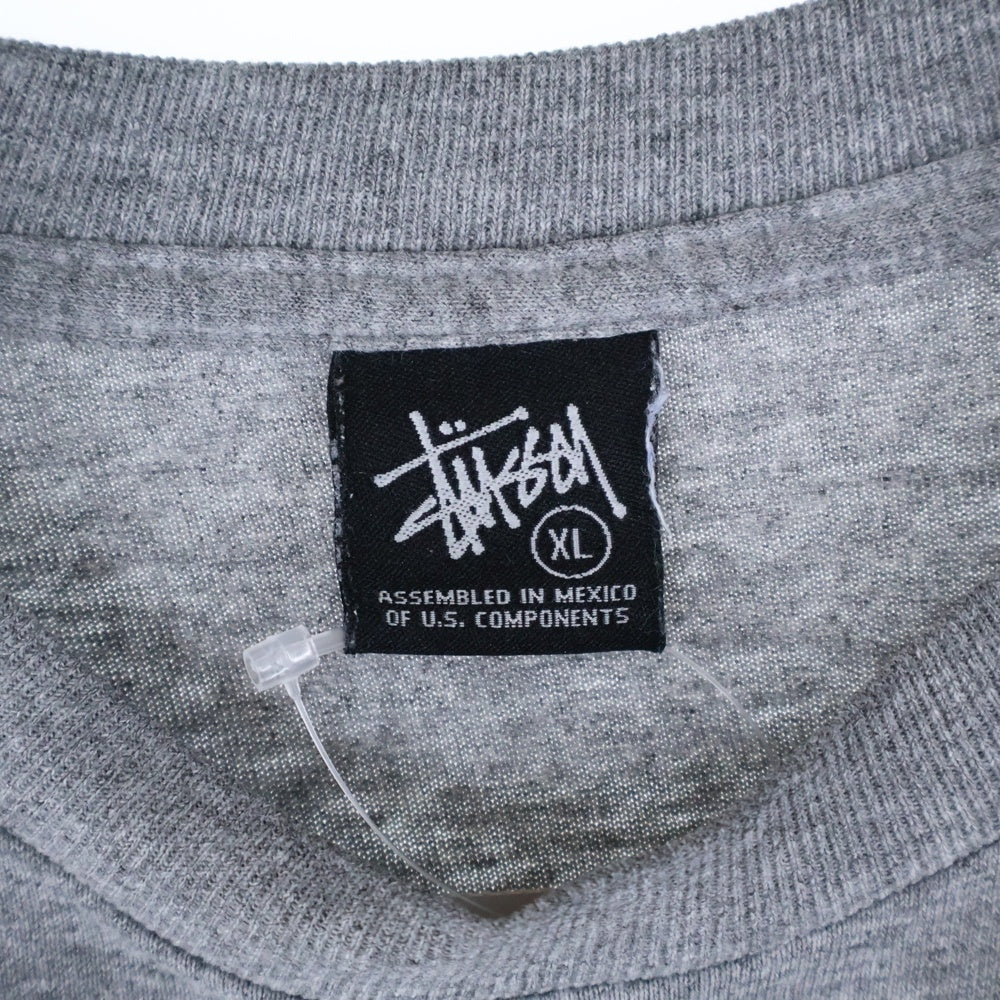 Stüssy
XL
ASSEMBLED IN MEXICO
OF U.S. COMPONENTS